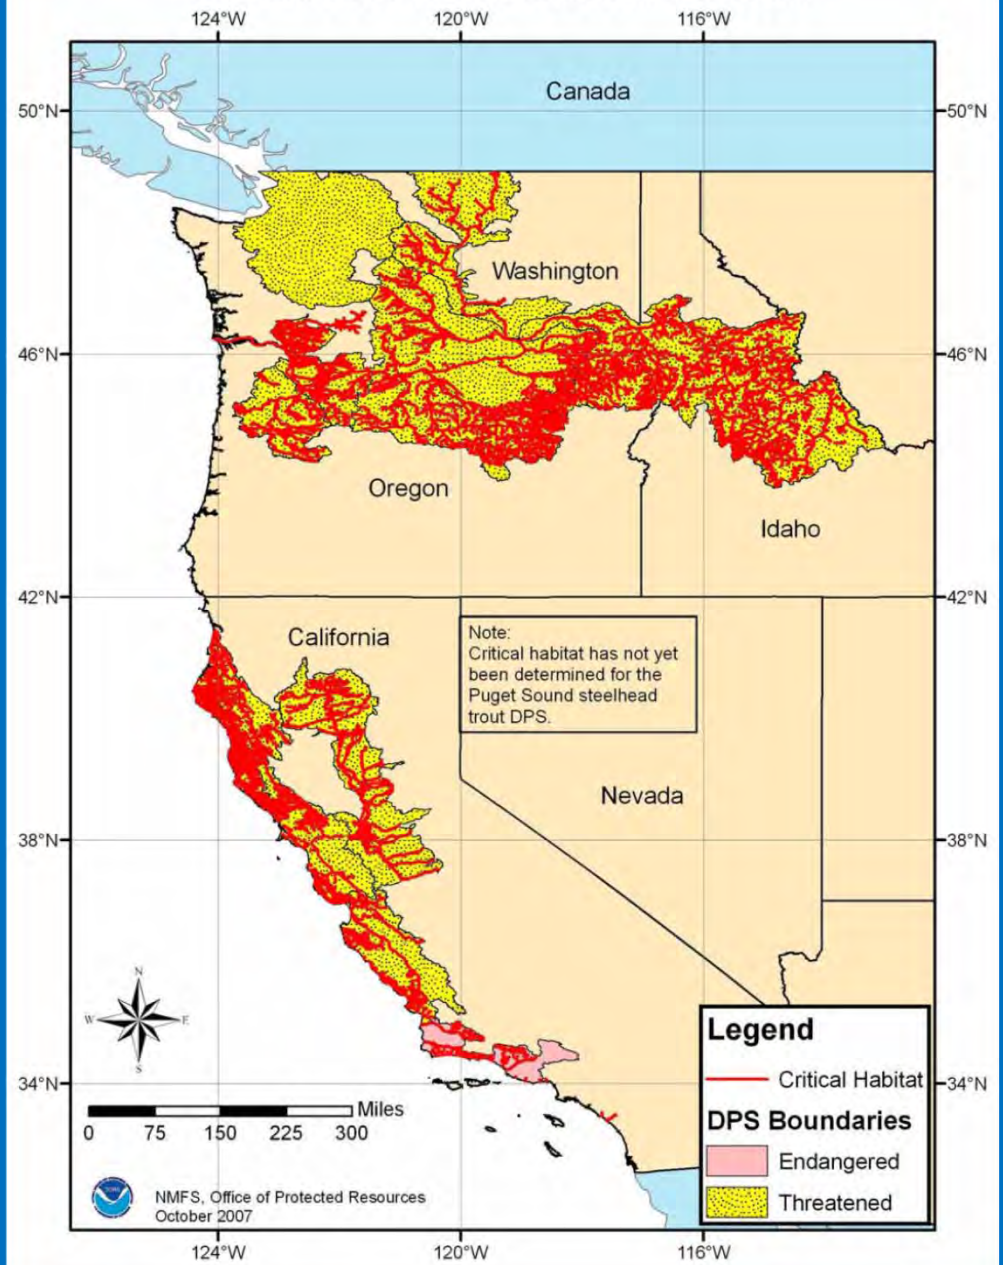 124°W 120°W 116°W
Canada
50°N 50°N
Washington
46°N 46°N
Oregon
Idaho
42°N 42°N
California
Note:
Critical habitat has not yet
been determined for the
Puget Sound steelhead
trout DPS.
Nevada
38°N 38°N
N
W E
S
Legend
Critical Habitat
DPS Boundaries
Endangered
Threatened
34°N 34°N
Miles
0 75 150 225 300
NMFS, Office of Protected Resources
October 2007
124°W 120°W 116°W